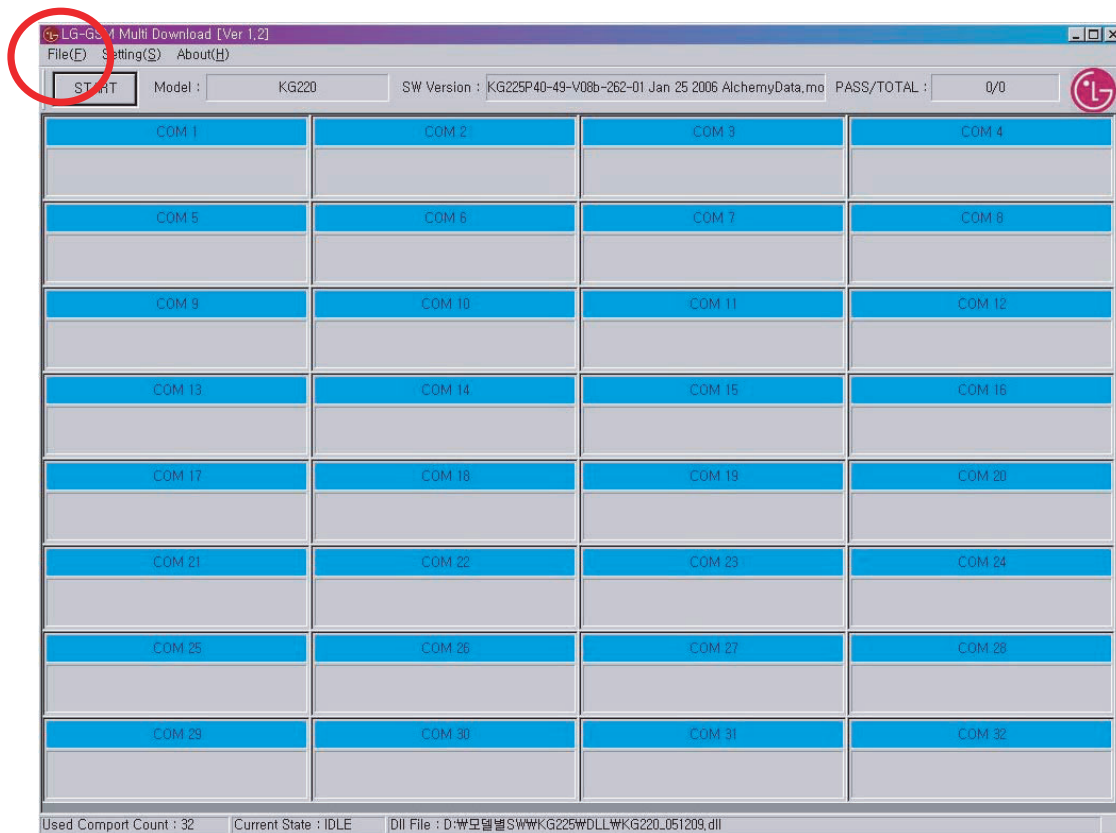 LG-GSM Multi Download [Ver 1,2]
File(F) Setting(S) About(H)
START Model : KG220 SW Version : KG225P40-49-V08b-262-01 Jan 25 2006 AlchemyData,mo PASS/TOTAL : 0/0
COM 1 COM 2 COM 3 COM 4
COM 5 COM 6 COM 7 COM 8
COM 9 COM 10 COM 11 COM 12
COM 13 COM 14 COM 15 COM 16
COM 17 COM 18 COM 19 COM 20
COM 21 COM 22 COM 23 COM 24
COM 25 COM 26 COM 27 COM 28
COM 29 COM 30 COM 31 COM 32
Used Comport Count : 32 Current State : IDLE Dll File : D:₩모델별SW₩KG225₩DLL₩KG220_051209,dll